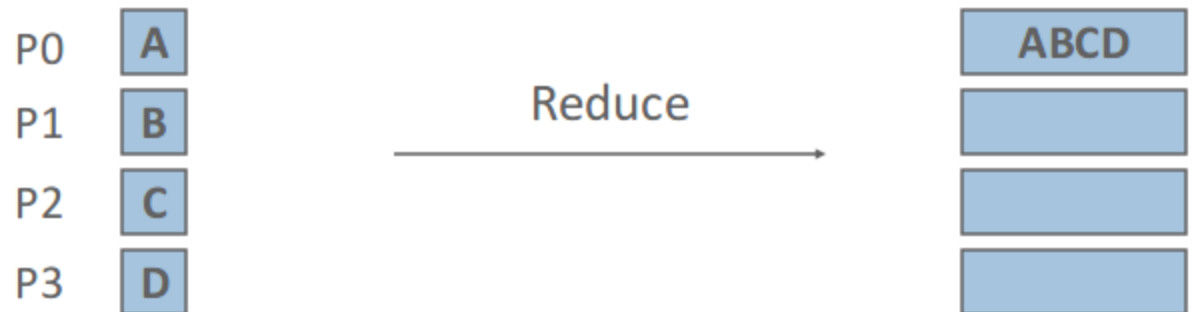 P0 A ABCD
Reduce
P1 B
P2 C
P3 D